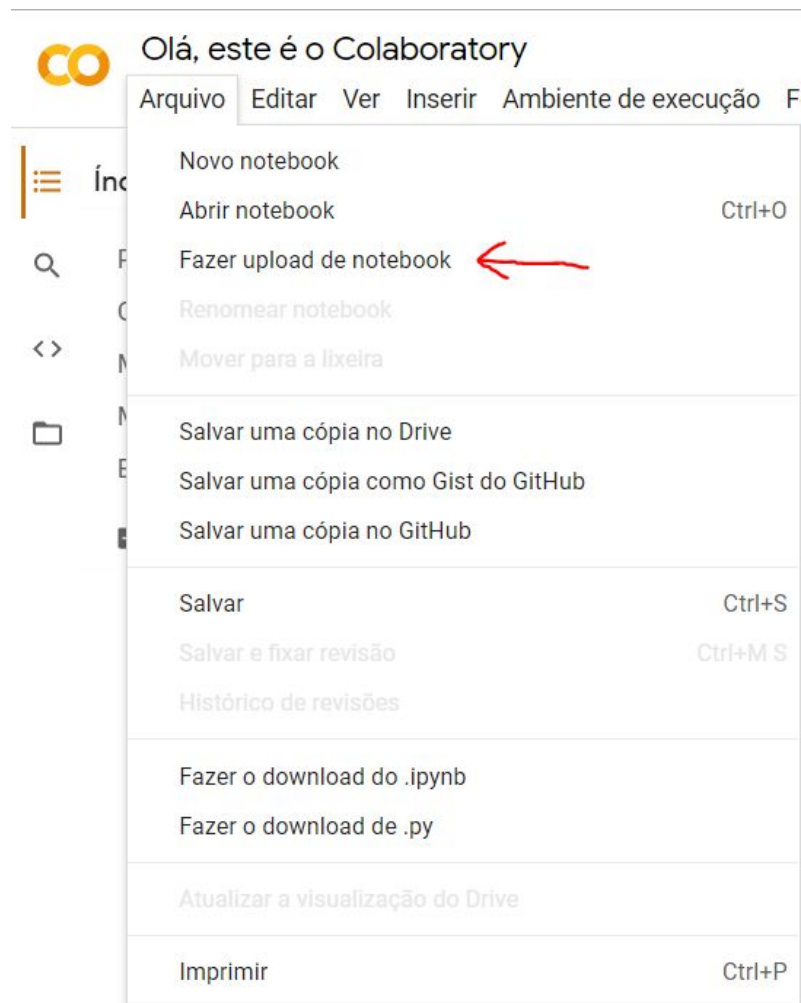 Olá, este é o Colaboratory
Arquivo Editar Ver Inserir Ambiente de execução F
Índ
Novo notebook
Abrir notebook Ctrl+O
Fazer upload de notebook
Renomear notebook
Mover para a lixeira
Salvar uma cópia no Drive
Salvar uma cópia como Gist do GitHub
Salvar uma cópia no GitHub
Salvar Ctrl+S
Salvar e fixar revisão Ctrl+M S
Histórico de revisões
Fazer o download do .ipynb
Fazer o download de .py
Atualizar a visualização do Drive
Imprimir Ctrl+P